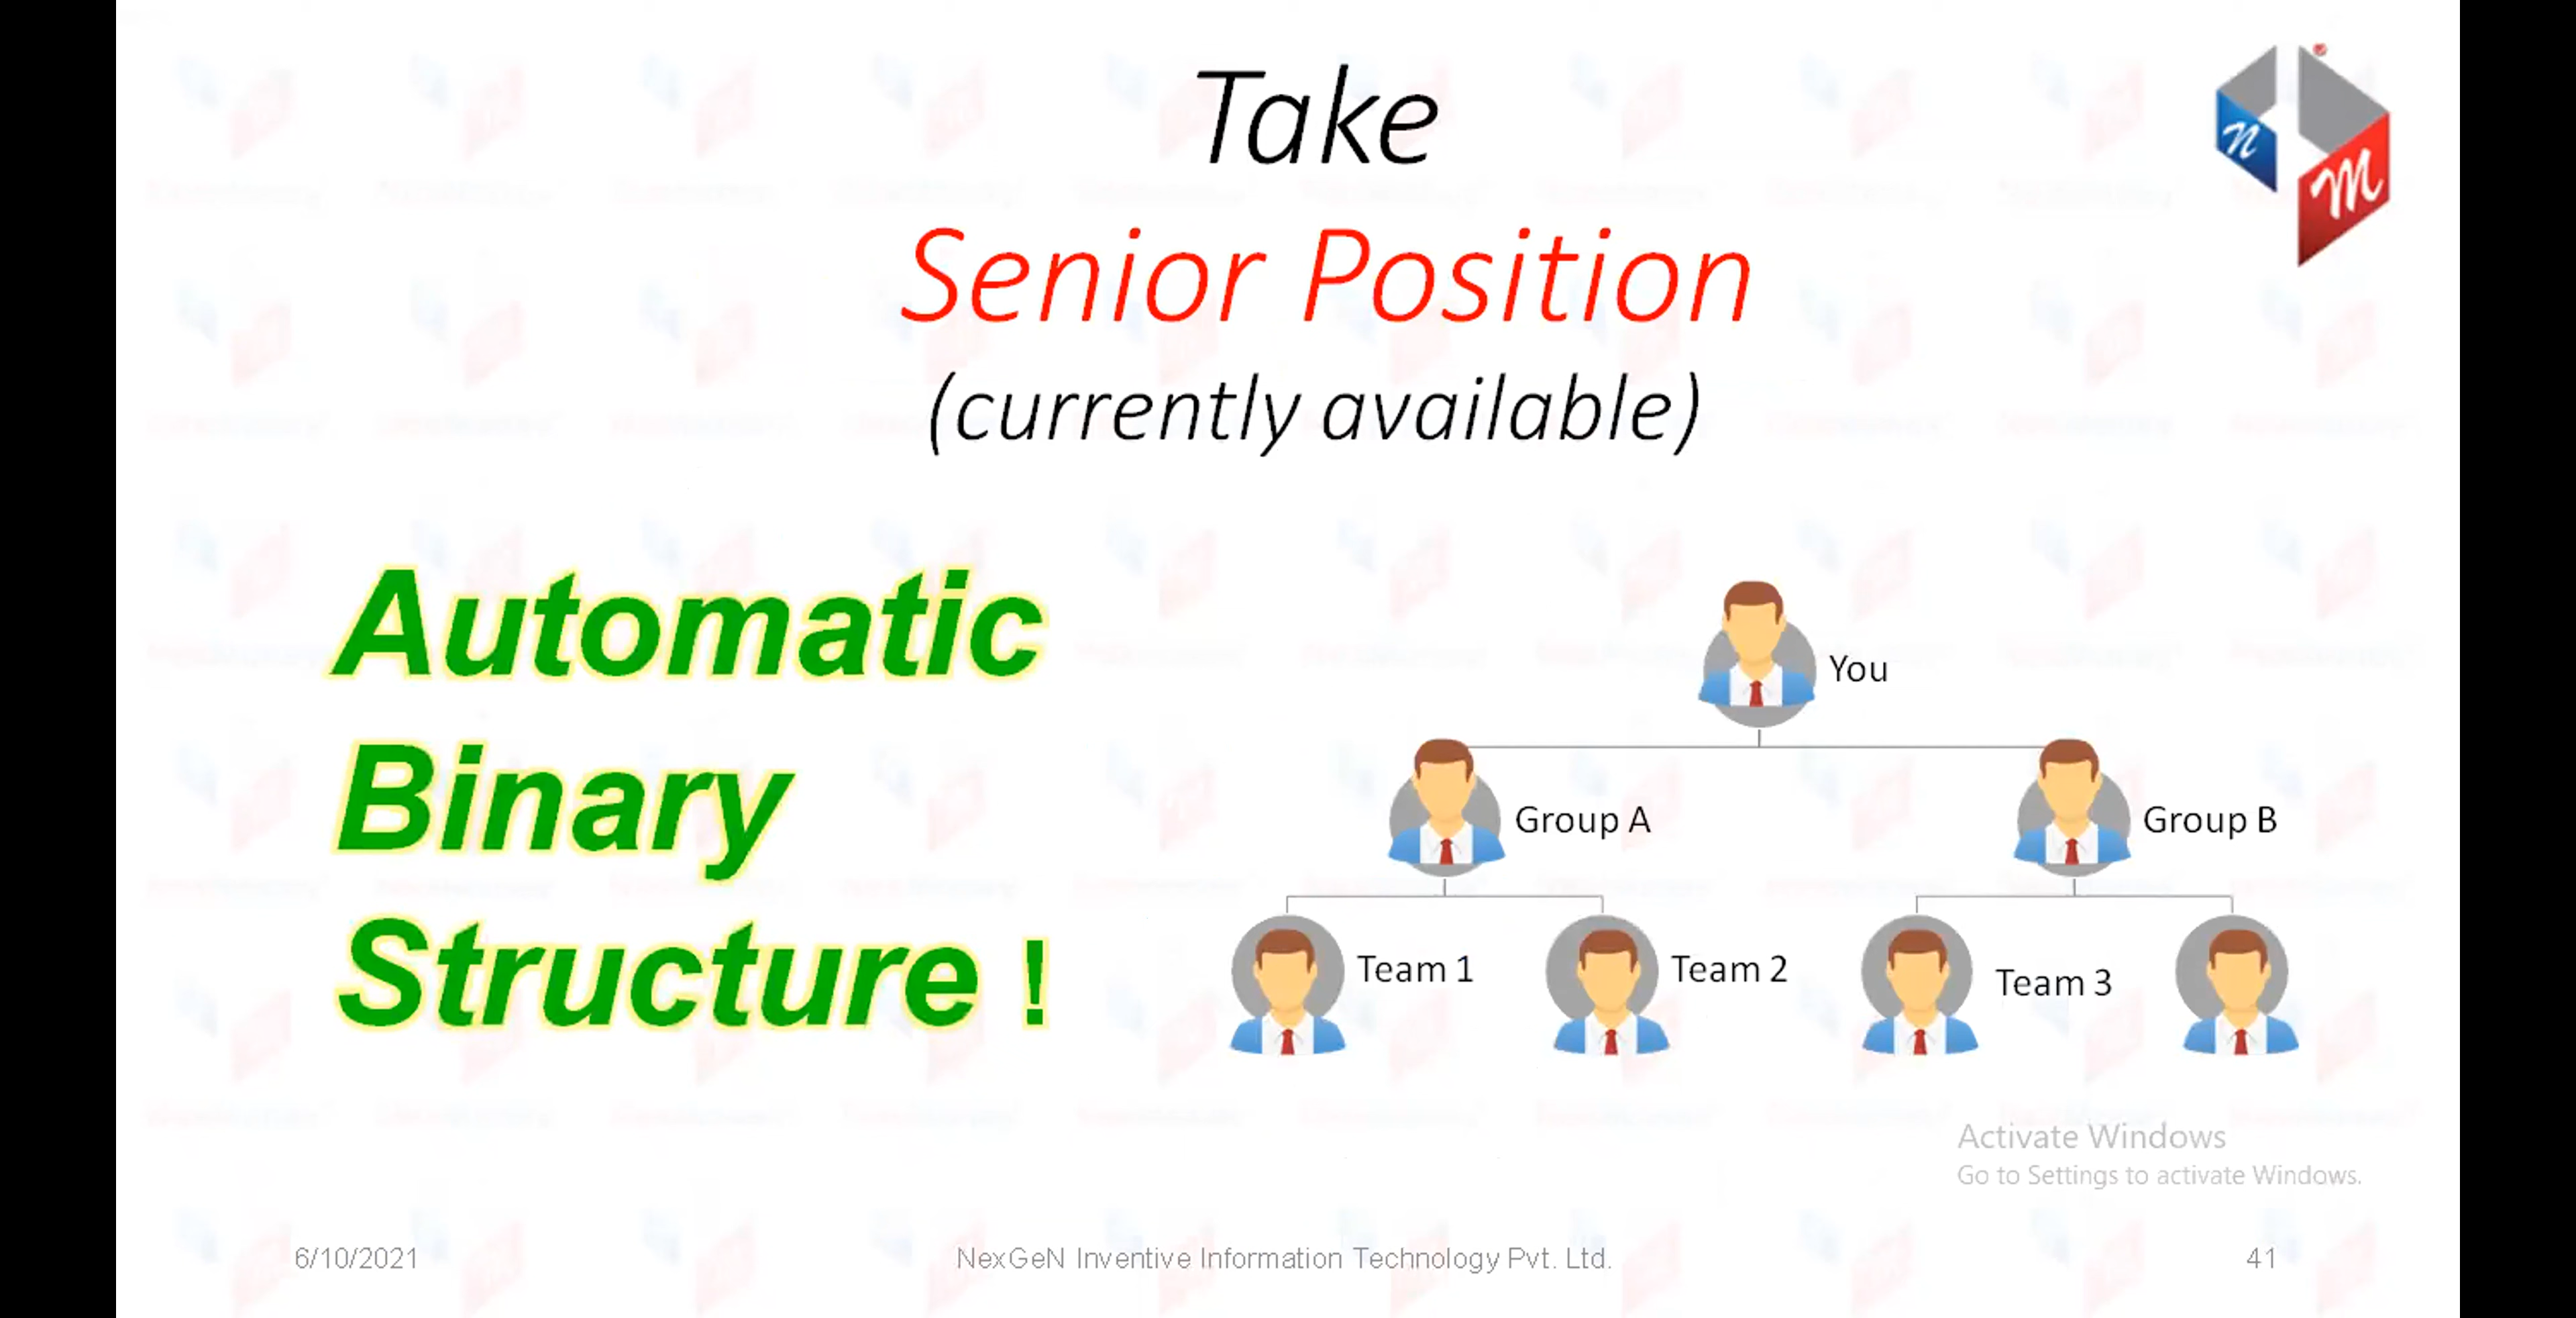 Take
Senior Position
(currently available)
Automatic
Binary
Structure !
You
Group A
Group B
Team 1
Team 2
Team 3
n
m
Activate Windows
Go to Settings to activate Windows.
6/10/2021
NexGeN Inventive Information Technology Pvt. Ltd.
41